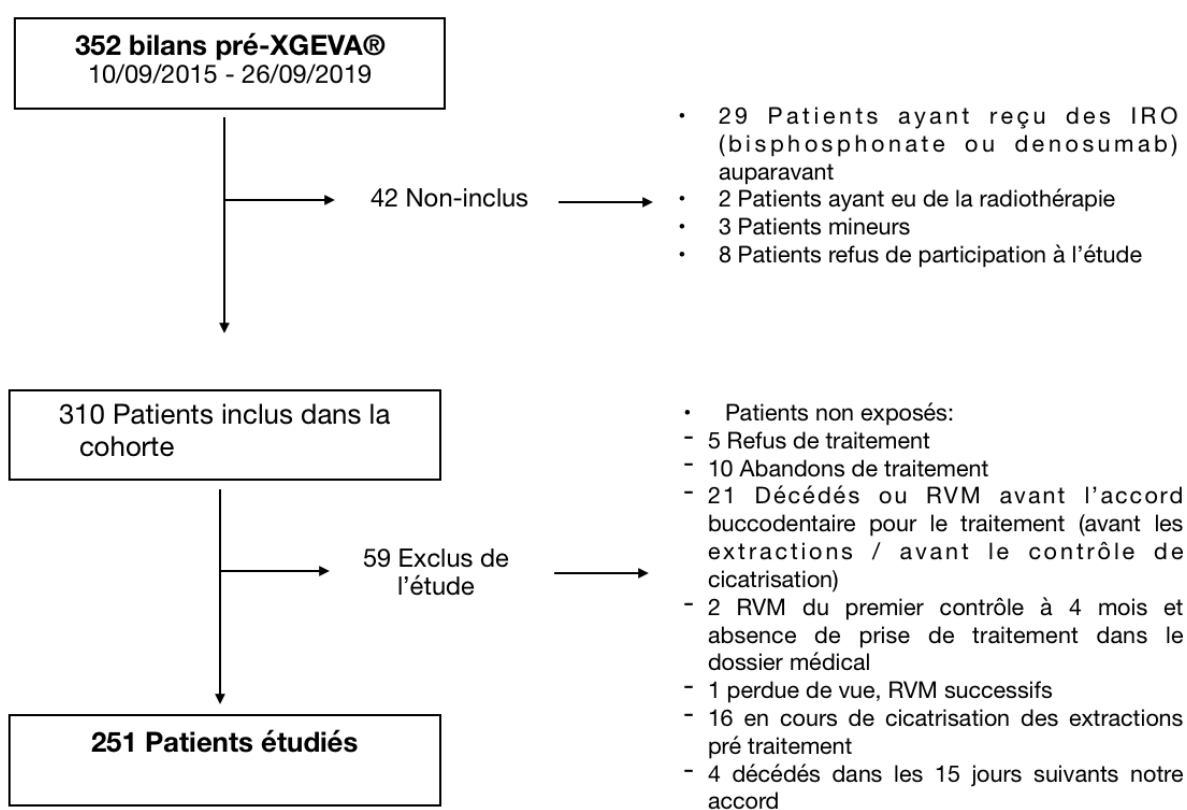 352 bilans pré-XGEVA®
10/09/2015 - 26/09/2019
42 Non-inclus
• 29 Patients ayant reçu des IRO
(bisphosphonate ou denosumab)
auparavant
• 2 Patients ayant eu de la radiothérapie
• 3 Patients mineurs
• 8 Patients refus de participation à l’étude
310 Patients inclus dans la
cohorte
59 Exclus de
l’étude
• Patients non exposés:
- 5 Refus de traitement
- 10 Abandons de traitement
- 21 Décédés ou RVM avant l’accord
buccodentaire pour le traitement (avant les
extractions / avant le contrôle de
cicatrisation)
- 2 RVM du premier contrôle à 4 mois et
absence de prise de traitement dans le
dossier médical
- 1 perdue de vue, RVM successifs
- 16 en cours de cicatrisation des extractions
pré traitement
- 4 décédés dans les 15 jours suivants notre
accord
251 Patients étudiés